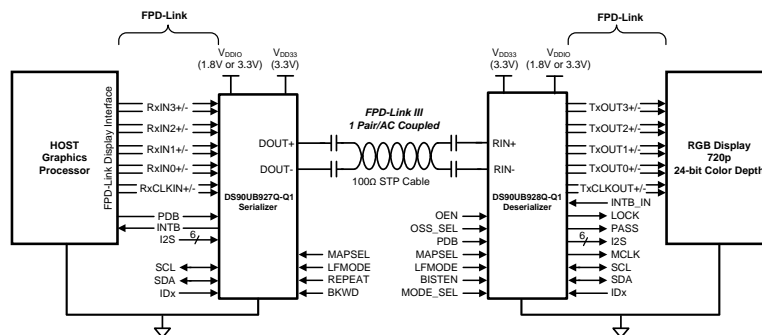 FPD-Link
FPD-Link
VDDIO
(1.8V or 3.3V)
VDD33
(3.3V)
VDD33
(3.3V)
VDDIO
(1.8V or 3.3V)
HOST
Graphics
Processor
FPD-Link Display Interface
RxIN3+/-
RxIN2+/-
RxIN1+/-
RxIN0+/-
RxCLKIN+/-
PDB
INTB
I2S
6
SCL
SDA
IDx
DOUT+
DOUT-
DS90UB927Q-Q1
Serializer
MAPSEL
LFMODE
REPEAT
BKWD
FPD-Link III
1 Pair/AC Coupled
100Ω STP Cable
RIN+
RIN-
DS90UB928Q-Q1
Deserializer
OEN
OSS_SEL
PDB
MAPSEL
LFMODE
BISTEN
MODE_SEL
TxOUT3+/-
TxOUT2+/-
TxOUT1+/-
TxOUT0+/-
TxCLKOUT+/-
INTB_IN
LOCK
PASS
6
I2S
MCLK
SCL
SDA
IDx
RGB Display
720p
24-bit Color Depth